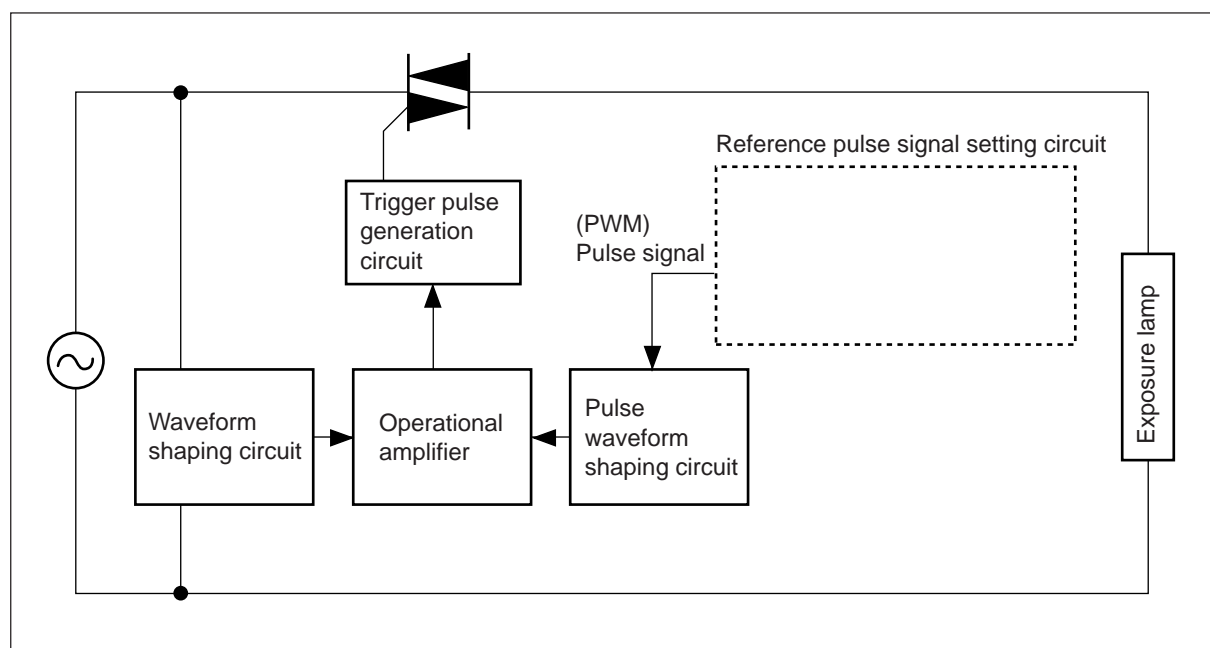 Reference pulse signal setting circuit
Trigger pulse
generation
circuit
(PWM)
Pulse signal
Exposure lamp
Waveform
shaping circuit
Operational
amplifier
Pulse
waveform
shaping circuit